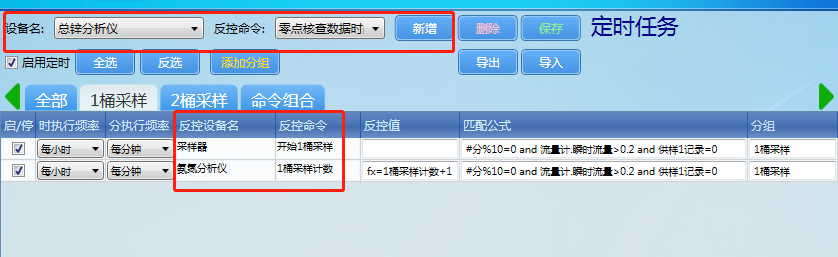 设备名: 总锌分析仪 反控命令: 零点核查数据时 新增 删除 保存 定时任务
启用定时 全选 反选 添加分组 导出 导入
全部 1桶采样 2桶采样 命令组合
启/停 时执行频率 分执行频率 反控设备名 反控命令 反控值 匹配公式 分组
每小时 每分钟 采样器 开始1桶采样 #分%10=0 and 流量计.瞬时流量>0.2 and 供样1记录=0 1桶采样
每小时 每分钟 氨氮分析仪 1桶采样计数 fx=1桶采样计数+1 #分%10=0 and 流量计.瞬时流量>0.2 and 供样1记录=0 1桶采样